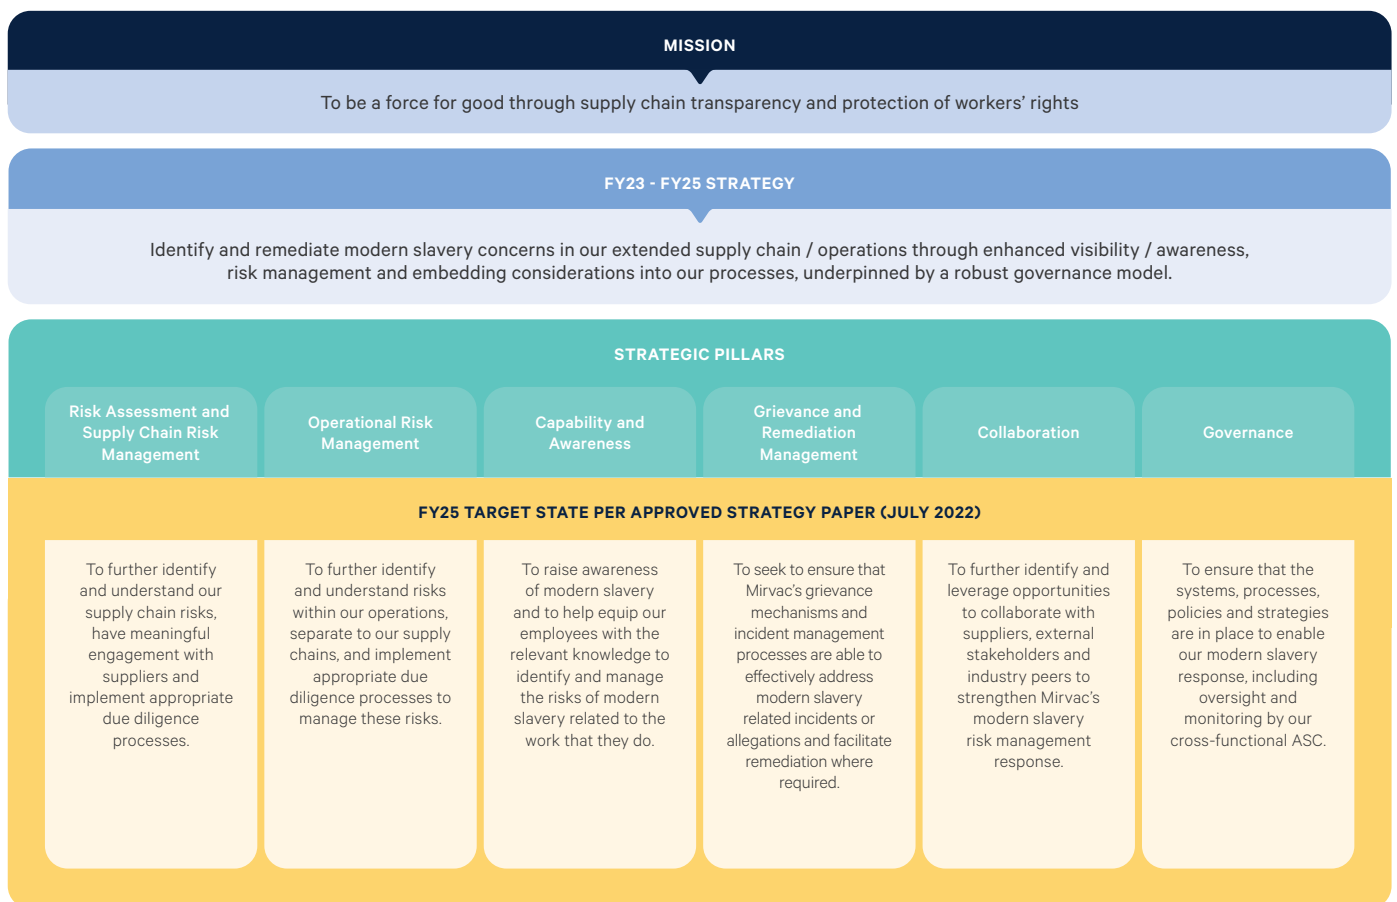 MISSION
To be a force for good through supply chain transparency and protection of workers’ rights
FY23 - FY25 STRATEGY
Identify and remediate modern slavery concerns in our extended supply chain / operations through enhanced visibility / awareness,
risk management and embedding considerations into our processes, underpinned by a robust governance model.
STRATEGIC PILLARS
Risk Assessment and
Supply Chain Risk
Management
Operational Risk
Management
Capability and
Awareness
Grievance and
Remediation
Management
Collaboration
Governance
FY25 TARGET STATE PER APPROVED STRATEGY PAPER (JULY 2022)
To further identify
and understand our
supply chain risks,
have meaningful
engagement with
suppliers and
implement appropriate
due diligence
processes.
To further identify
and understand risks
within our operations,
separate to our supply
chains, and implement
appropriate due
diligence processes to
manage these risks.
To raise awareness
of modern slavery
and to help equip our
employees with the
relevant knowledge to
identify and manage
the risks of modern
slavery related to the
work that they do.
To seek to ensure that
Mirvac’s grievance
mechanisms and
incident management
processes are able to
effectively address
modern slavery
related incidents or
allegations and facilitate
remediation where
required.
To further identify and
leverage opportunities
to collaborate with
suppliers, external
stakeholders and
industry peers to
strengthen Mirvac’s
modern slavery
risk management
response.
To ensure that the
systems, processes,
policies and strategies
are in place to enable
our modern slavery
response, including
oversight and
monitoring by our
cross-functional ASC.